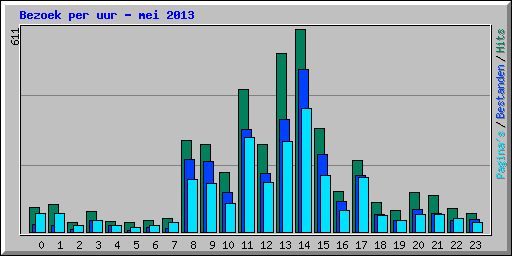 Bezoek per uur - mei 2013
611
Pagina's / Bestanden / Hits
0 1 2 3 4 5 6 7 8 9 10 11 12 13 14 15 16 17 18 19 20 21 22 23